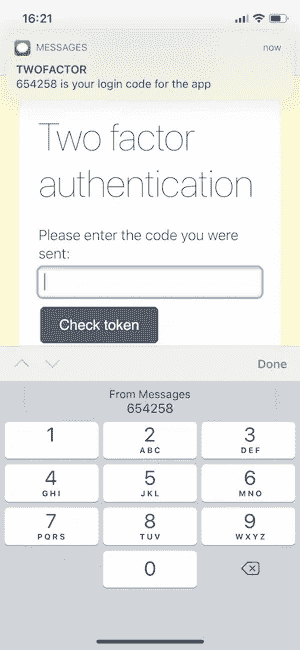 16:21
MESSAGES now
TWOFACTOR
654258 is your login code for the app
Two factor
authentication
Please enter the code you were
sent:
Check token
Done
From Messages
654258
1 2 3
ABC DEF
4 5 6
GHI JKL MNO
7 8 9
PQRS TUV WXYZ
0